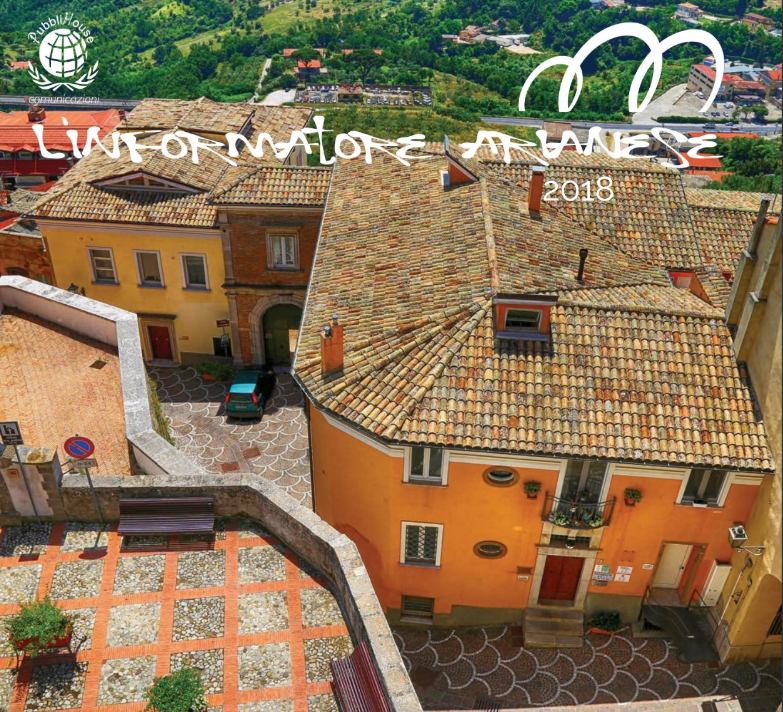 PubbliHouse
comunicazioni
L'INFORMATORE ARIANESE
2018